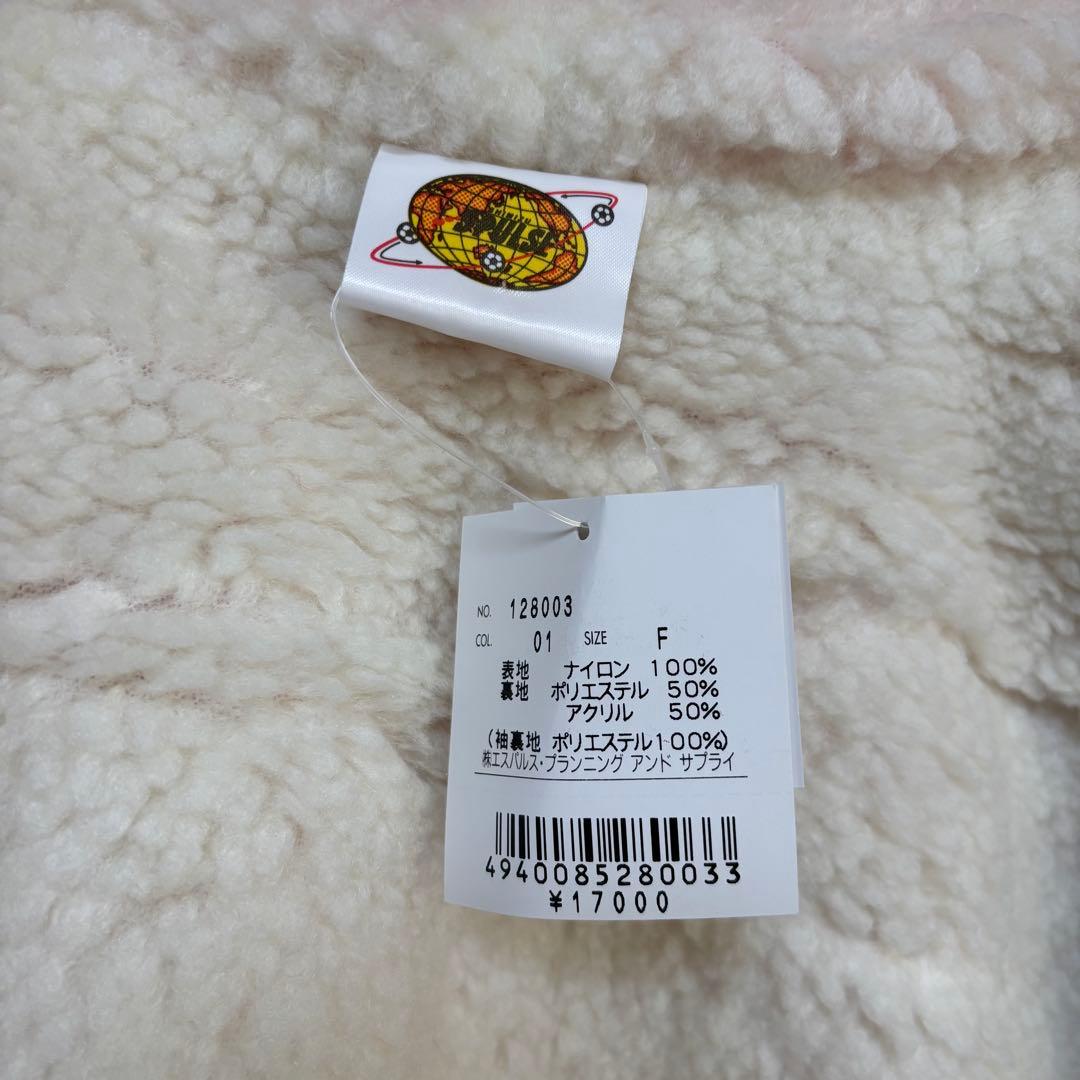 S-PULSE
NO. 128003
COL. 01 SIZE F
表地 ナイロン 100%
裏地 ポリエステル 50%
アクリル 50%
(袖裏地 ポリエステル100%)
㈱エスパルス・プランニング アンド サプライ
4940085280033
¥17000